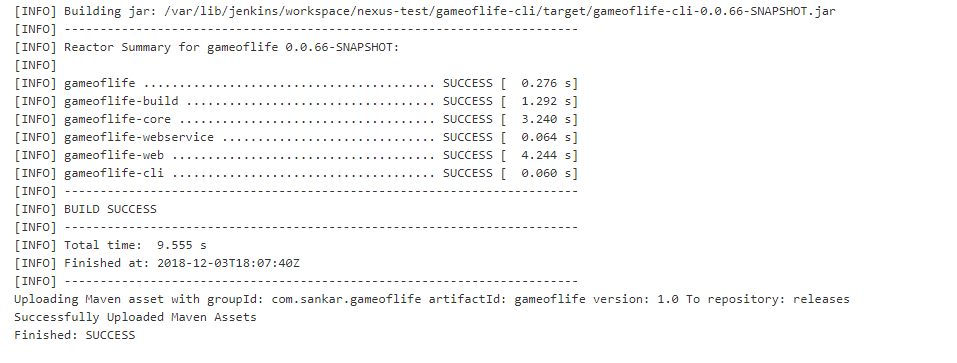 [INFO] Building jar: /var/lib/jenkins/workspace/nexus-test/gameoflife-cli/target/gameoflife-cli-0.0.66-SNAPSHOT.jar
[INFO] ------------------------------------------------------------------------
[INFO] Reactor Summary for gameoflife 0.0.66-SNAPSHOT:
[INFO]
[INFO] gameoflife ......................................... SUCCESS [  0.276 s]
[INFO] gameoflife-build ................................... SUCCESS [  1.292 s]
[INFO] gameoflife-core .................................... SUCCESS [  3.240 s]
[INFO] gameoflife-webservice .............................. SUCCESS [  0.064 s]
[INFO] gameoflife-web ..................................... SUCCESS [  4.244 s]
[INFO] gameoflife-cli ..................................... SUCCESS [  0.060 s]
[INFO] ------------------------------------------------------------------------
[INFO] BUILD SUCCESS
[INFO] ------------------------------------------------------------------------
[INFO] Total time:  9.555 s
[INFO] Finished at: 2018-12-03T18:07:40Z
[INFO] ------------------------------------------------------------------------
Uploading Maven asset with groupId: com.sankar.gameoflife artifactId: gameoflife version: 1.0 To repository: releases
Successfully Uploaded Maven Assets
Finished: SUCCESS